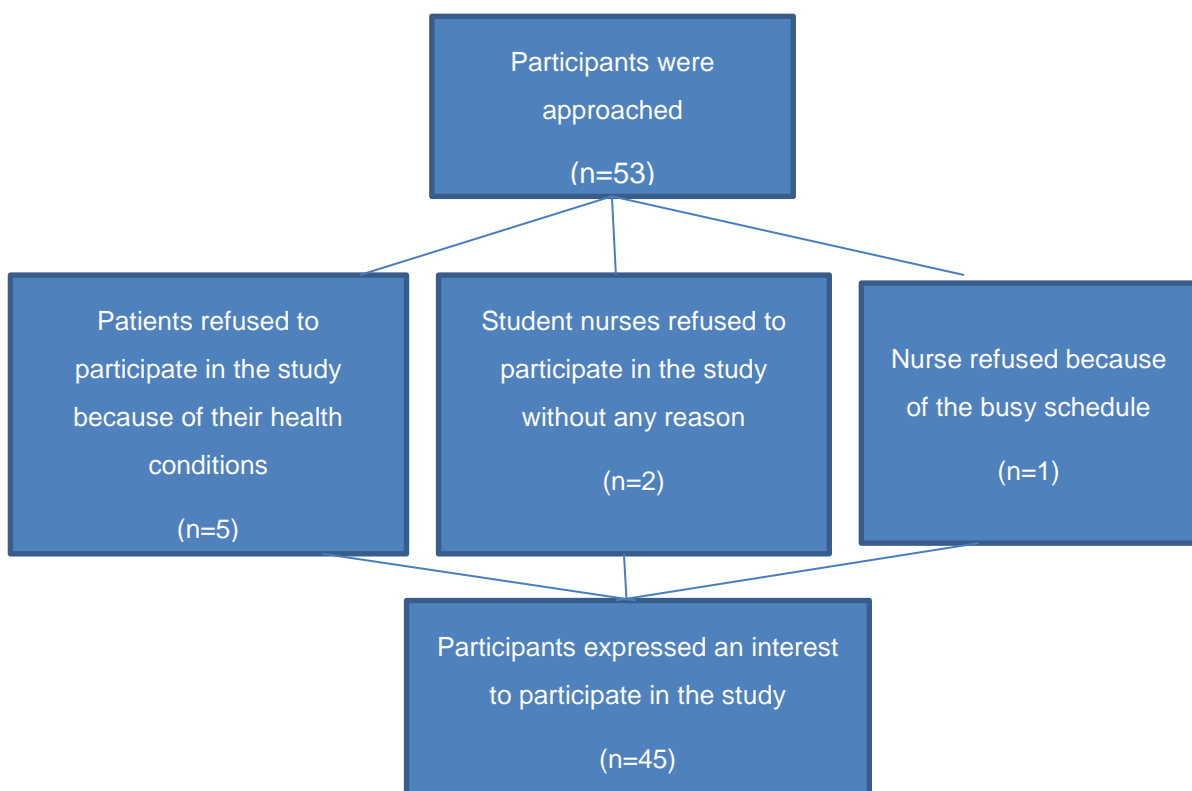 Participants were
approached
(n=53)
Patients refused to
participate in the study
because of their health
conditions
(n=5)
Student nurses refused to
participate in the study
without any reason
(n=2)
Nurse refused because
of the busy schedule
(n=1)
Participants expressed an interest
to participate in the study
(n=45)